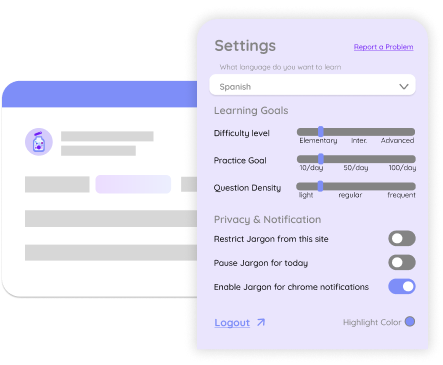 Settings
Report a Problem
What language do you want to learn
Spanish
Learning Goals
Difficulty level
Elementary Inter. Advanced
Practice Goal
10/day 50/day 100/day
Question Density
light regular frequent
Privacy & Notification
Restrict Jargon from this site
Pause Jargon for today
Enable Jargon for chrome notifications
Logout
Highlight Color